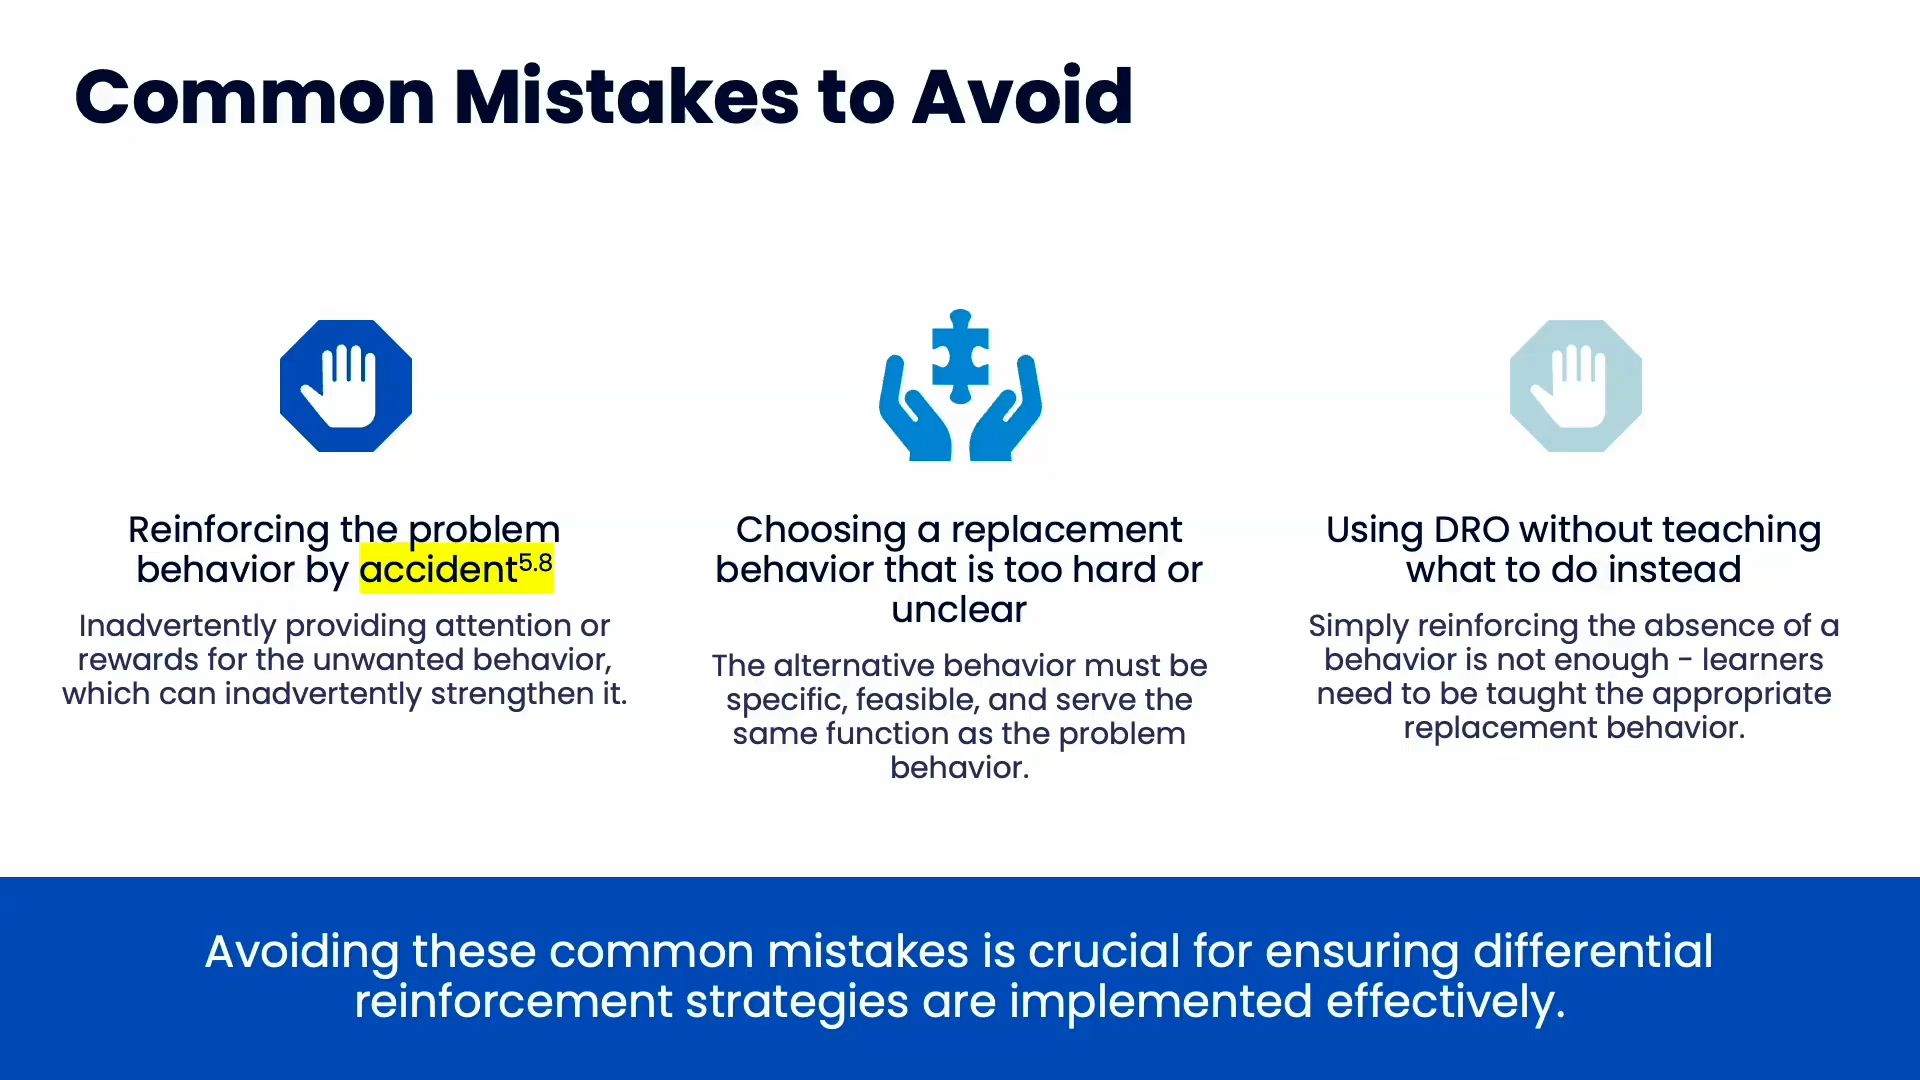 Common Mistakes to Avoid
Reinforcing the problem
behavior by accident5.8
Inadvertently providing attention or
rewards for the unwanted behavior,
which can inadvertently strengthen it.
Choosing a replacement
behavior that is too hard or
unclear
The alternative behavior must be
specific, feasible, and serve the
same function as the problem
behavior.
Using DRO without teaching
what to do instead
Simply reinforcing the absence of a
behavior is not enough - learners
need to be taught the appropriate
replacement behavior.
Avoiding these common mistakes is crucial for ensuring differential
reinforcement strategies are implemented effectively.